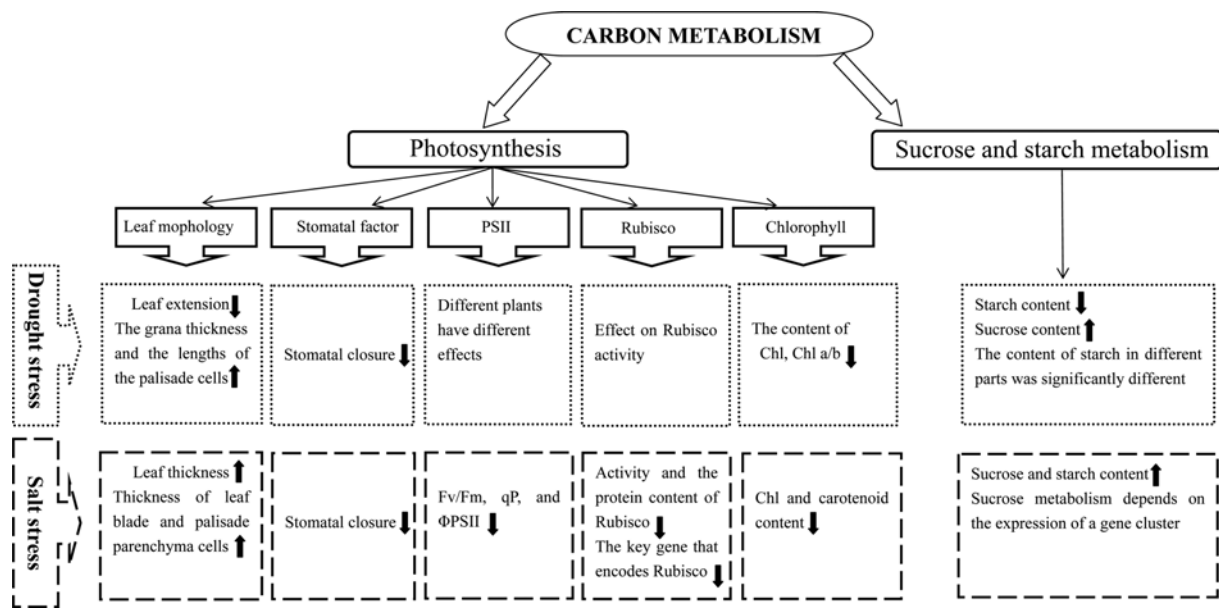 CARBON METABOLISM
Photosynthesis
Sucrose and starch metabolism
Leaf mophology
Stomatal factor
PSII
Rubisco
Chlorophyll
Drought stress
Leaf extension
The grana thickness
and the lengths of
the palisade cells
Stomatal closure
Different plants
have different
effects
Effect on Rubisco
activity
The content of
Chl, Chl a/b
Starch content
Sucrose content
The content of starch in different
parts was significantly different
Salt stress
Leaf thickness
Thickness of leaf
blade and palisade
parenchyma cells
Stomatal closure
Fv/Fm, qP, and
ΦPSII
Activity and the
protein content of
Rubisco
The key gene that
encodes Rubisco
Chl and carotenoid
content
Sucrose and starch content
Sucrose metabolism depends on
the expression of a gene cluster